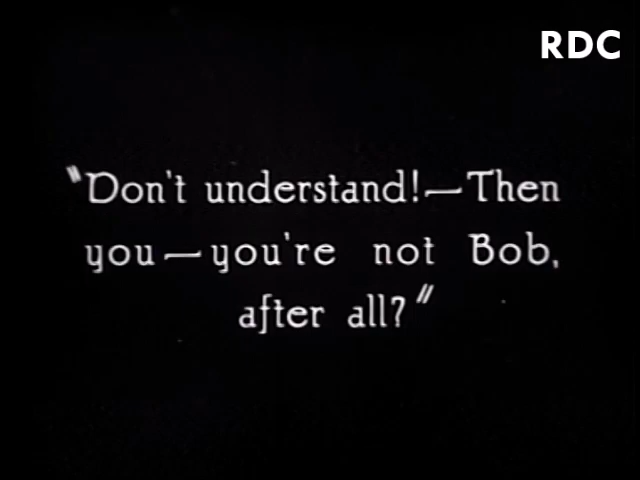 RDC
"Don't understand!—Then
you—you're not Bob,
after all?"